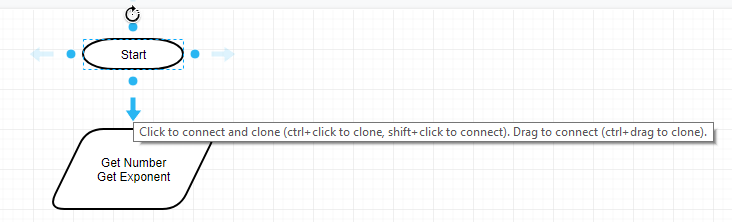 Start
Click to connect and clone (ctrl+click to clone, shift+click to connect). Drag to connect (ctrl+drag to clone).
Get Number
Get Exponent